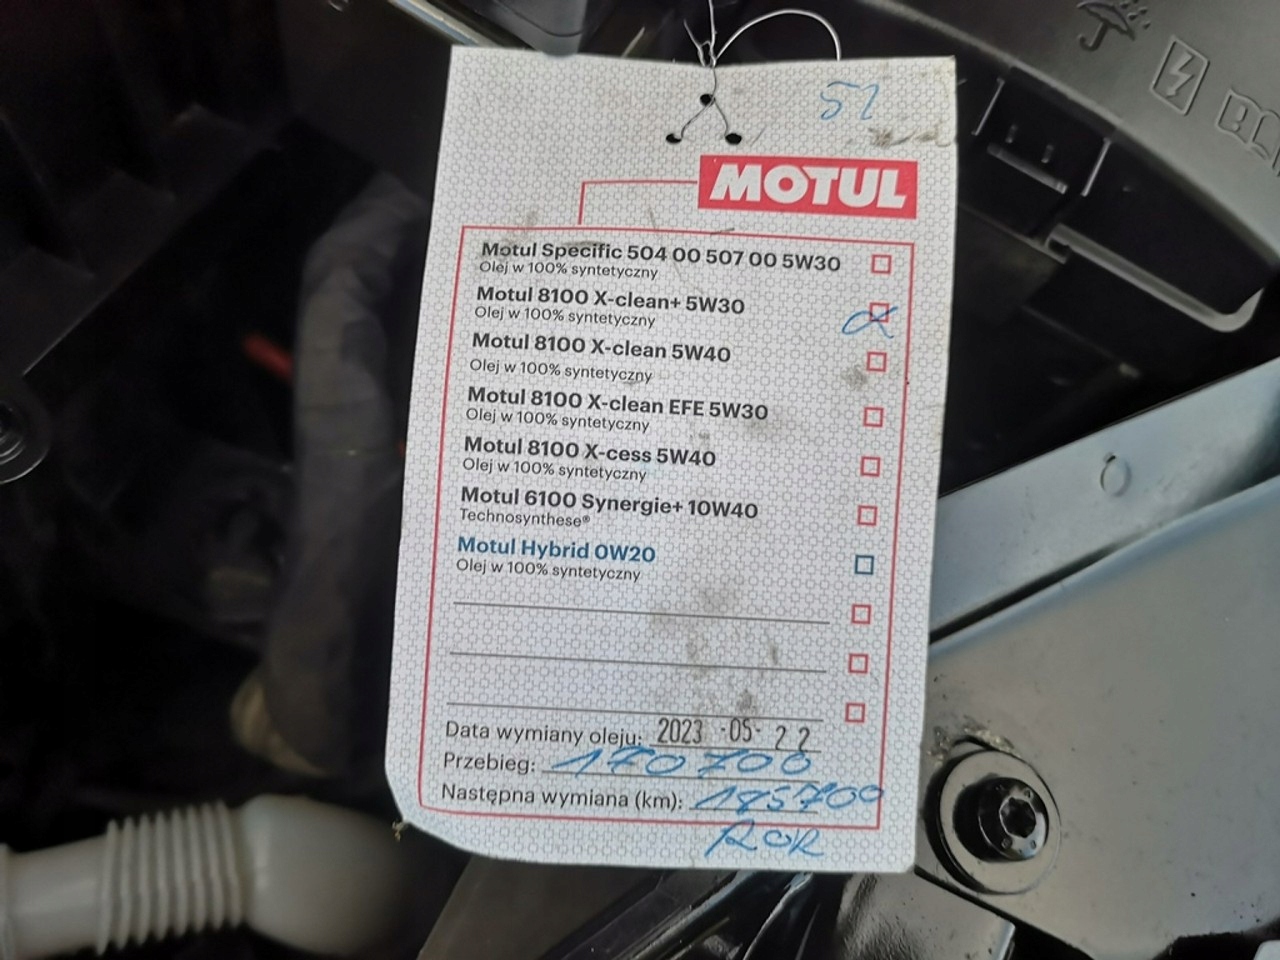 5l
MOTUL
Motul Specific 504 00 507 00 5W30
Olej w 100% syntetyczny
Motul 8100 X-clean+ 5W30
Olej w 100% syntetyczny
Motul 8100 X-clean 5W40
Olej w 100% syntetyczny
Motul 8100 X-clean EFE 5W30
Olej w 100% syntetyczny
Motul 8100 X-cess 5W40
Olej w 100% syntetyczny
Motul 6100 Synergie+ 10W40
Technosynthese®
Motul Hybrid 0W20
Olej w 100% syntetyczny
Data wymiany oleju: 2023 -05- 22
Przebieg: 170700
Następna wymiana (km): 185700
ROR